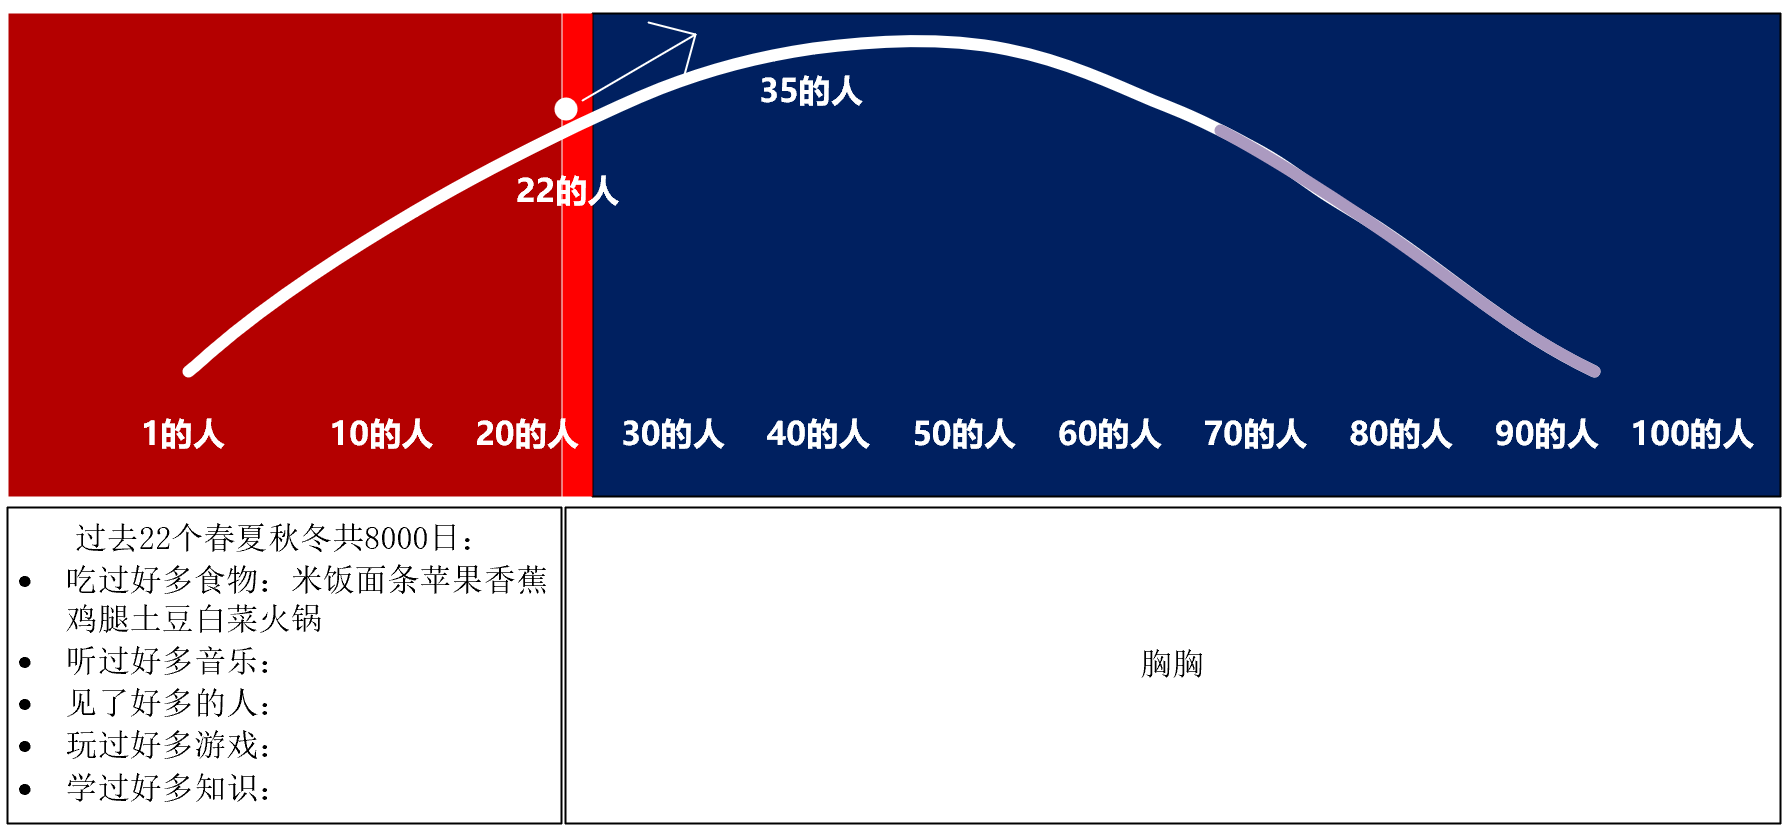 35的人
22的人
1的人 10的人 20的人 30的人 40的人 50的人 60的人 70的人 80的人 90的人 100的人
过去22个春夏秋冬共8000日：
• 吃过好多食物：米饭面条苹果香蕉
鸡腿土豆白菜火锅
• 听过好多音乐：
• 见了好多的人：
• 玩过好多游戏：
• 学过好多知识：
胸胸